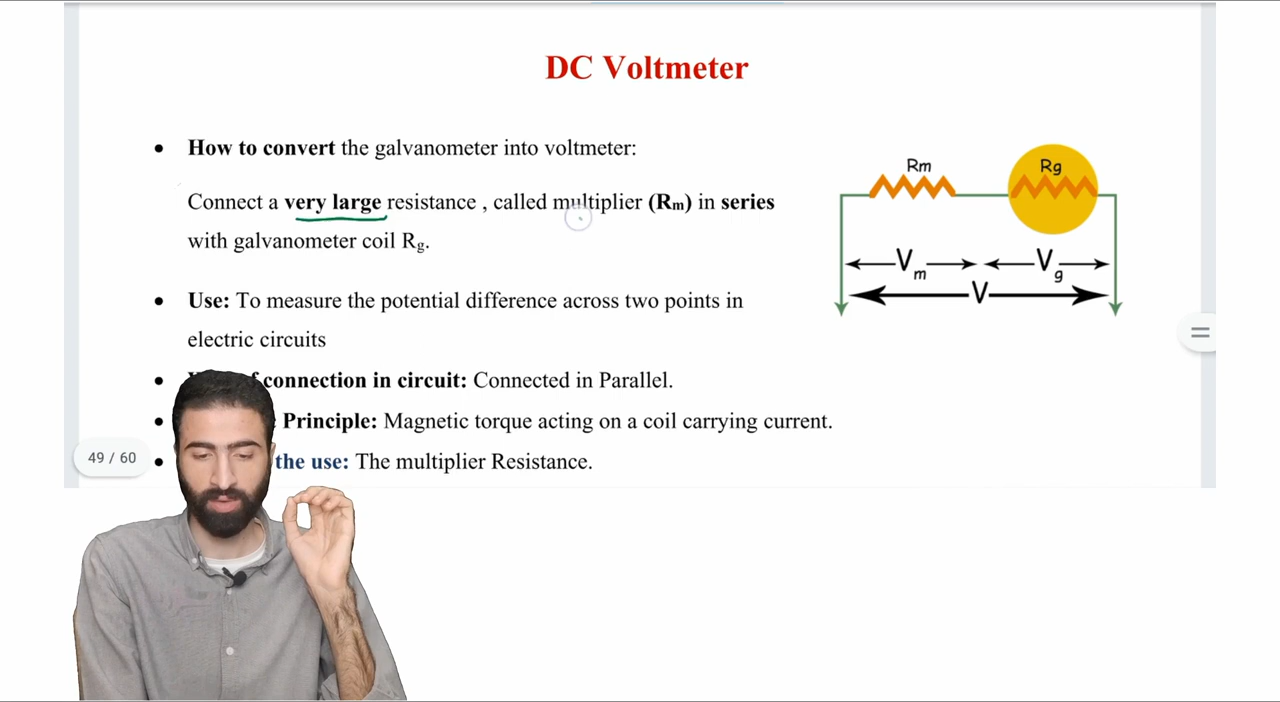 DC Voltmeter
• How to convert the galvanometer into voltmeter:
Connect a very large resistance , called multiplier (Rm) in series
with galvanometer coil Rg.
• Use: To measure the potential difference across two points in
electric circuits
• connection in circuit: Connected in Parallel.
• Principle: Magnetic torque acting on a coil carrying current.
• the use: The multiplier Resistance.
Rm Rg
Vm Vg
V
49 / 60